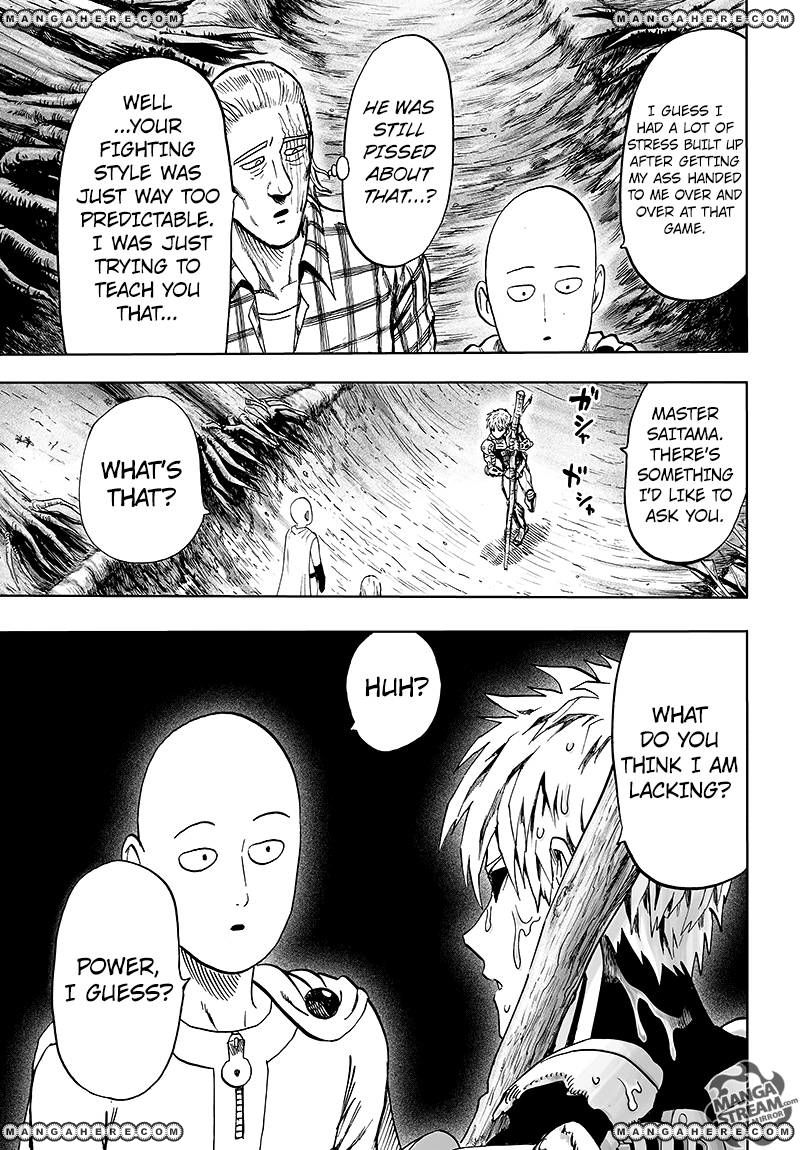 MANGAHERE.COM
MANGAHERE.COM
I GUESS I
HAD A LOT OF
STRESS BUILT UP
AFTER GETTING
MY ASS HANDED
TO ME OVER AND
OVER AT THAT
GAME.
HE WAS
STILL
PISSED
ABOUT
THAT...?
WELL
...YOUR
FIGHTING
STYLE WAS
JUST WAY TOO
PREDICTABLE.
I WAS JUST
TRYING TO
TEACH YOU
THAT...
MASTER
SAITAMA.
THERE'S
SOMETHING
I'D LIKE TO
ASK YOU.
ガシャ
ガシャ
WHAT'S
THAT?
WHAT
DO YOU
THINK I AM
LACKING?
HUH?
POWER,
I GUESS?
MANGA
STREAM.com
MANGAHERE.COM
MANGAHERE.COM